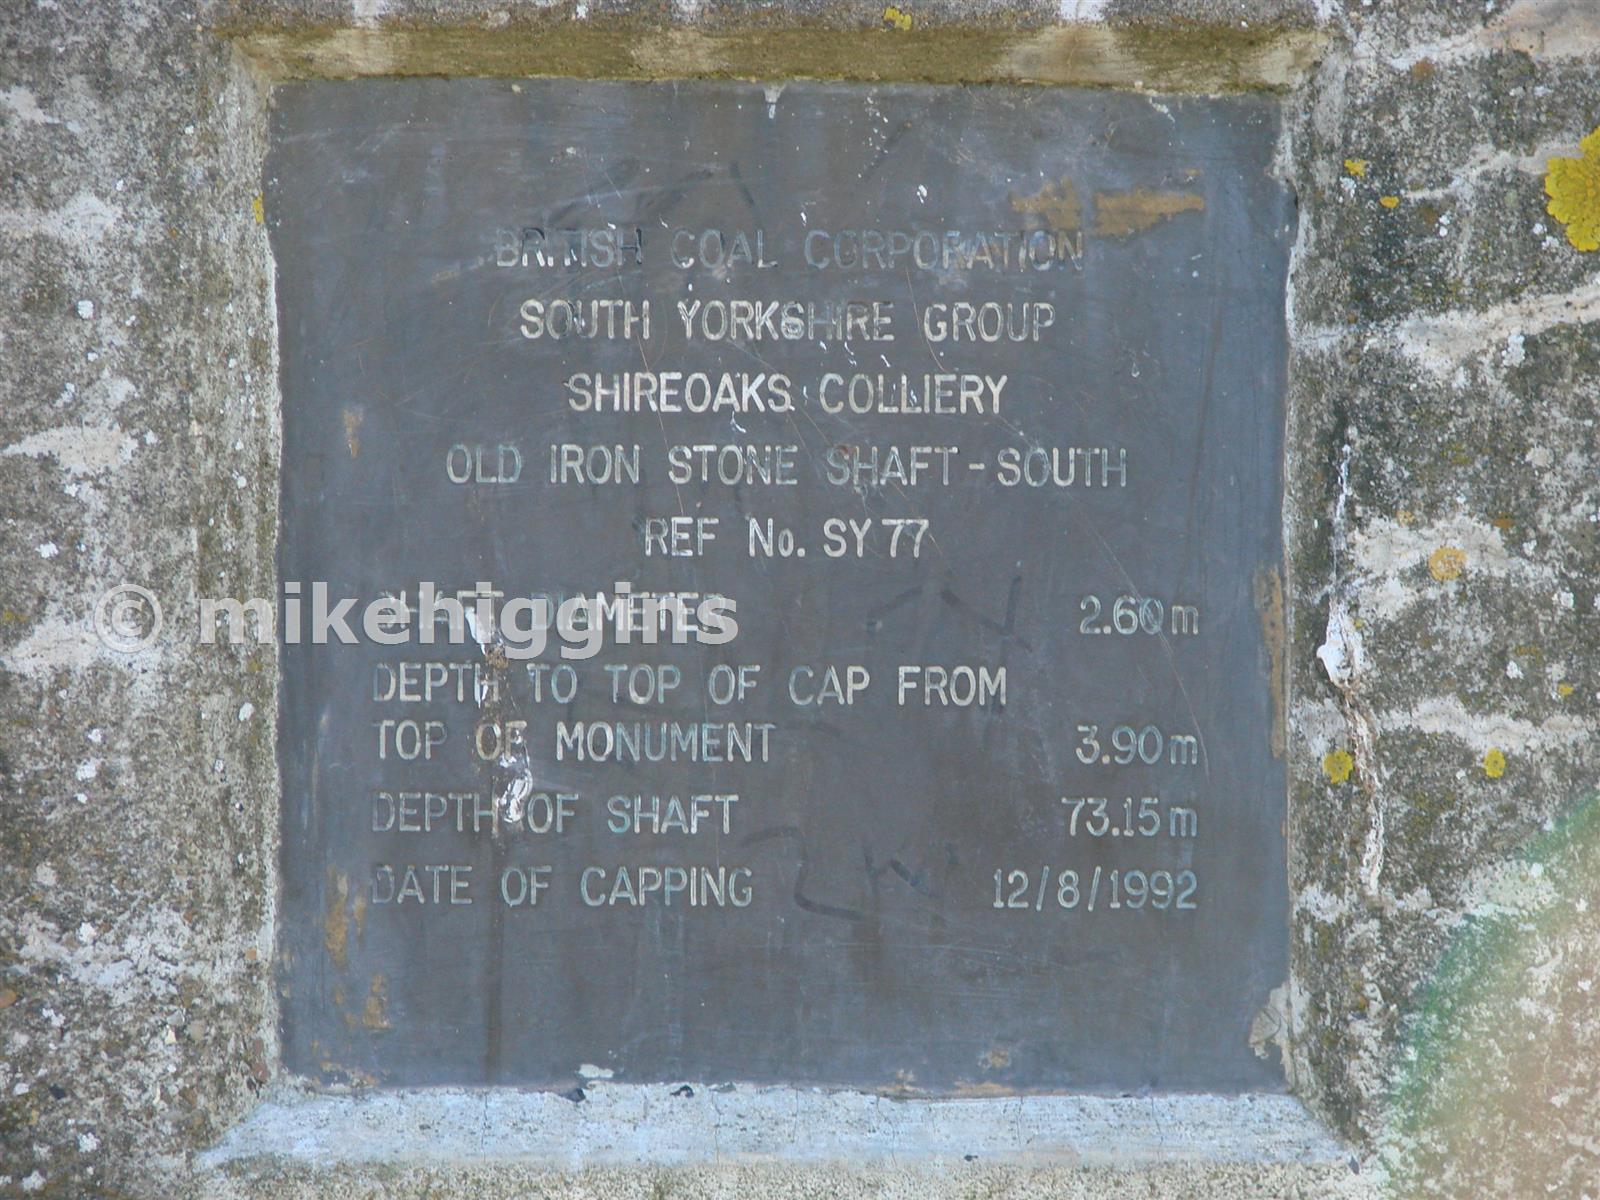 BRITISH COAL CORPORATION
SOUTH YORKSHIRE GROUP
SHIREOAKS COLLIERY
OLD IRON STONE SHAFT - SOUTH
REF No. SY 77
SHAFT DIAMETER 2.60m
© mikehiggins
DEPTH TO TOP OF CAP FROM
TOP OF MONUMENT 3.90m
DEPTH OF SHAFT 73.15m
DATE OF CAPPING 12/8/1992